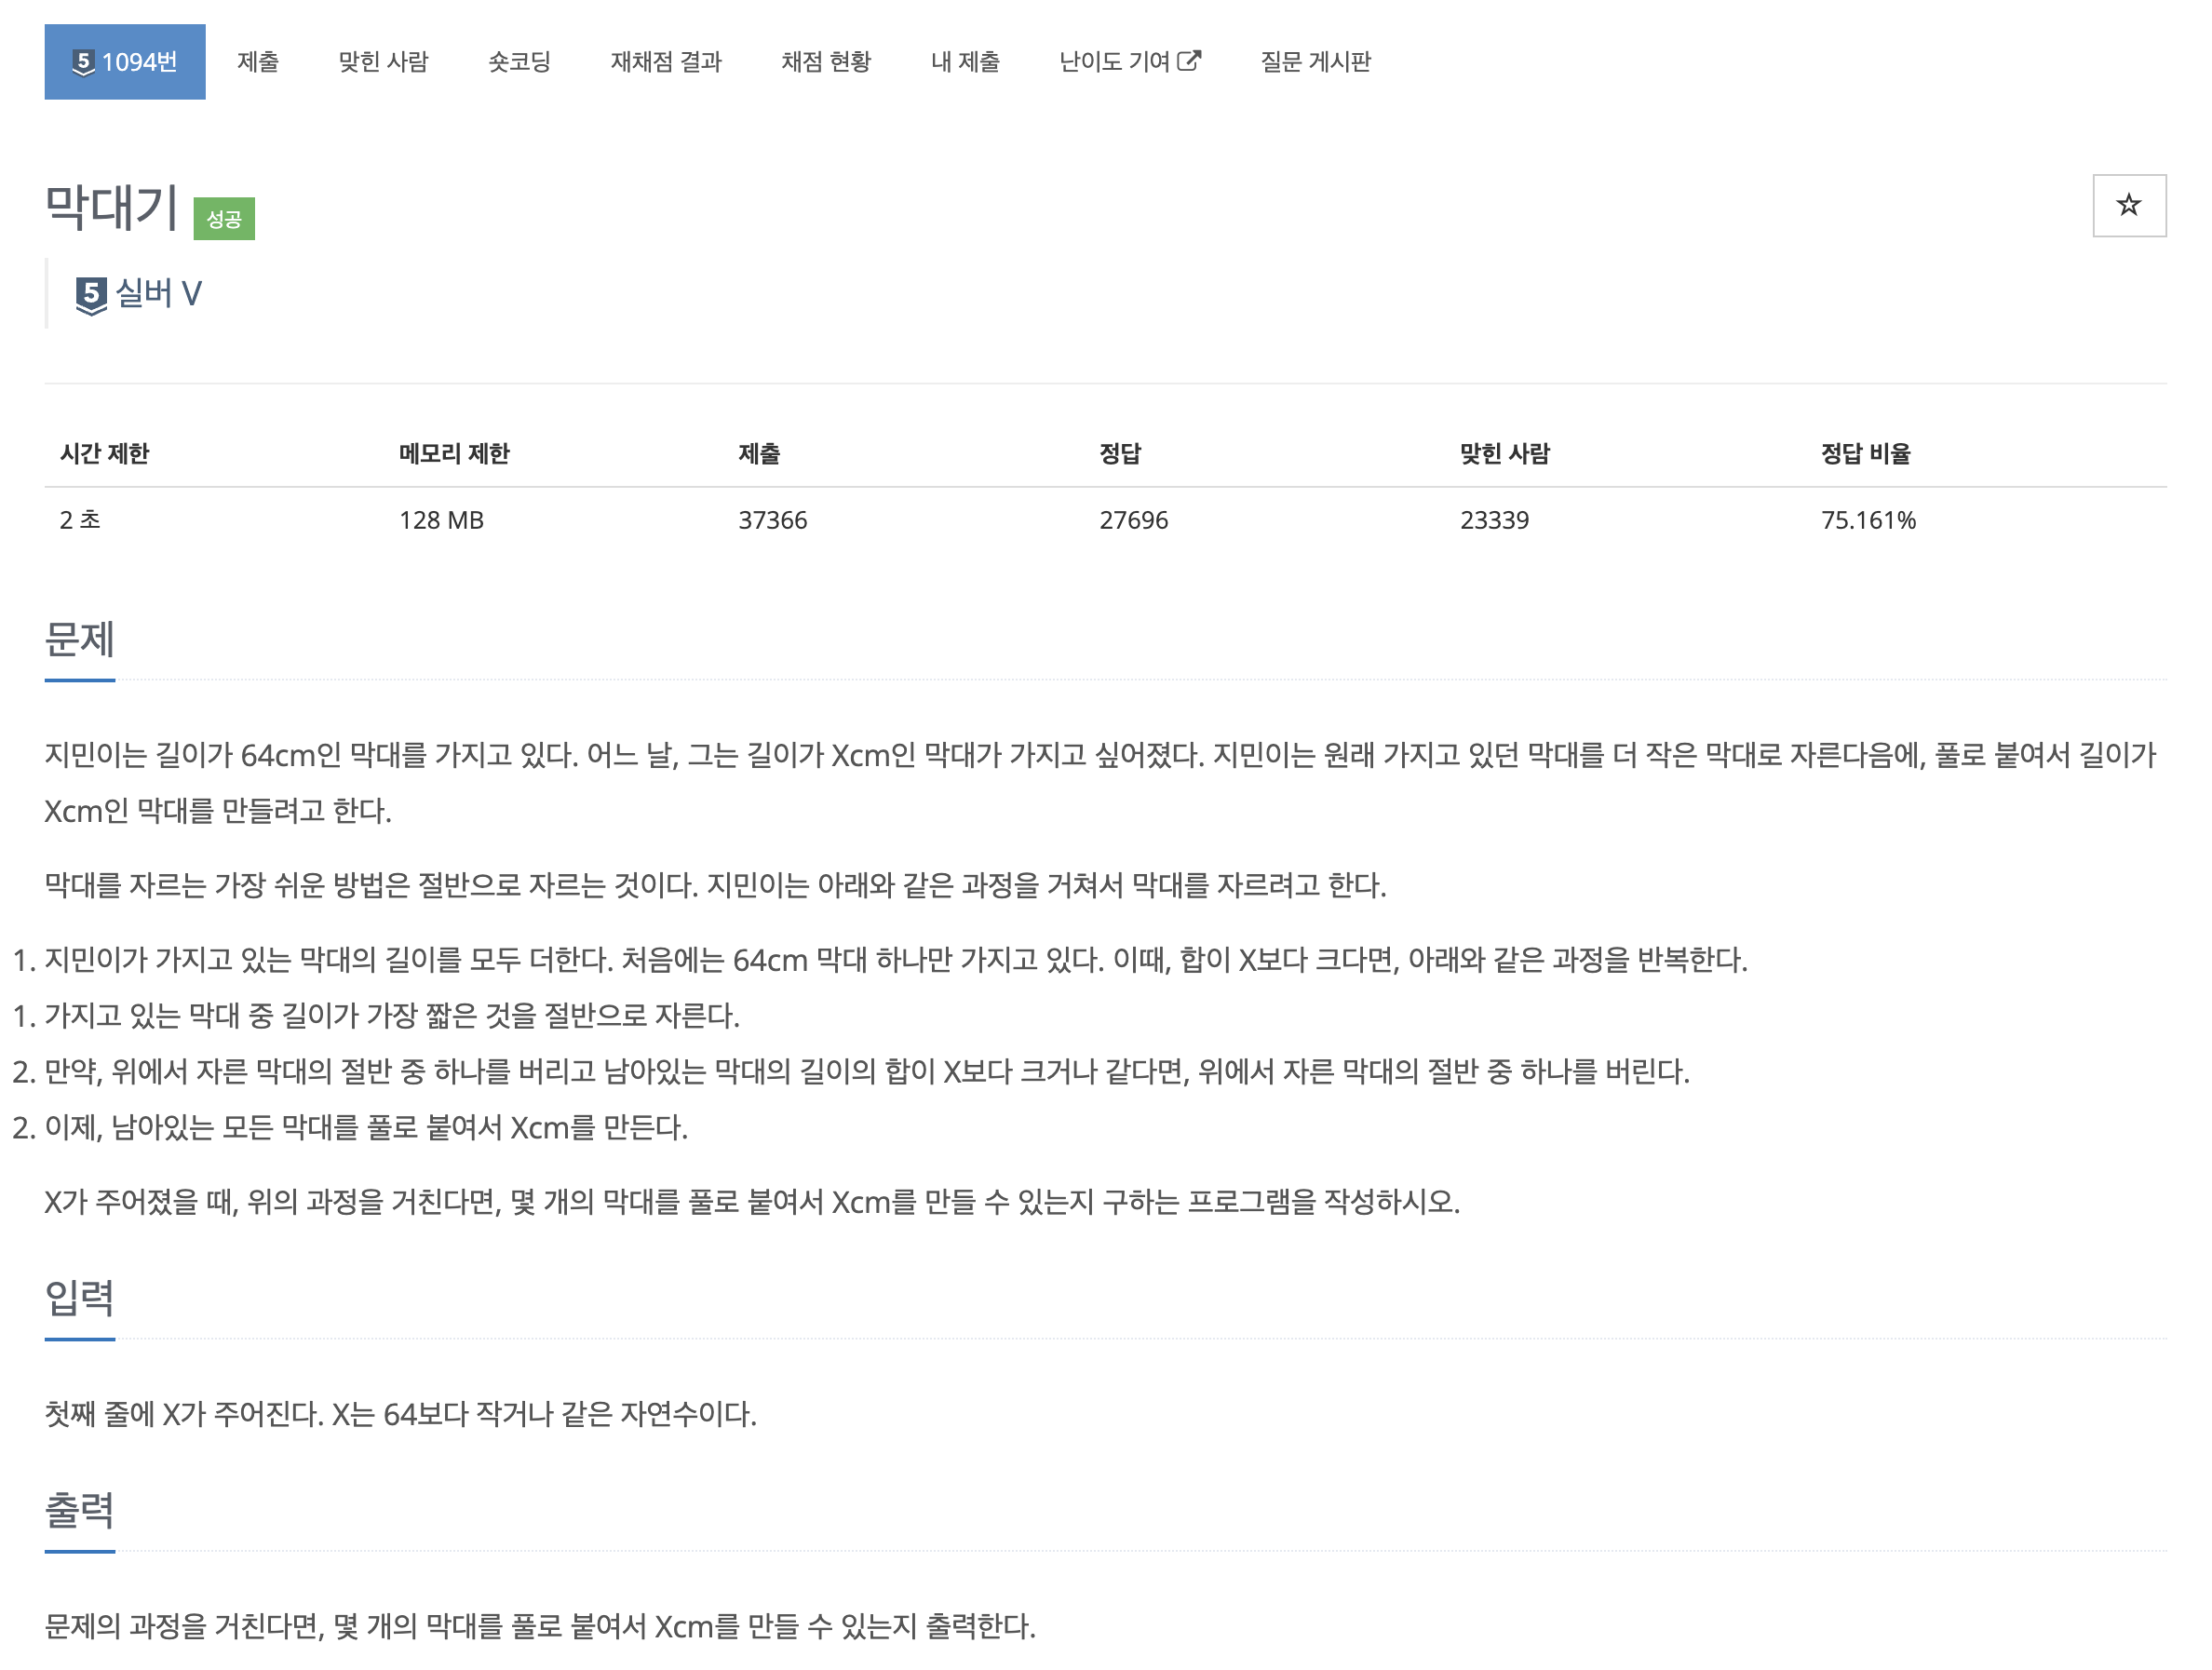 5 1094번 제출 맞힌 사람 숏코딩 재채점 결과 채점 현황 내 제출 난이도 기여 질문 게시판
막대기 성공
5 실버 V
시간 제한 메모리 제한 제출 정답 맞힌 사람 정답 비율
2 초 128 MB 37366 27696 23339 75.161%
문제
지민이는 길이가 64cm인 막대를 가지고 있다. 어느 날, 그는 길이가 Xcm인 막대가 가지고 싶어졌다. 지민이는 원래 가지고 있던 막대를 더 작은 막대로 자른다음에, 풀로 붙여서 길이가
Xcm인 막대를 만들려고 한다.
막대를 자르는 가장 쉬운 방법은 절반으로 자르는 것이다. 지민이는 아래와 같은 과정을 거쳐서 막대를 자르려고 한다.
1. 지민이가 가지고 있는 막대의 길이를 모두 더한다. 처음에는 64cm 막대 하나만 가지고 있다. 이때, 합이 X보다 크다면, 아래와 같은 과정을 반복한다.
1. 가지고 있는 막대 중 길이가 가장 짧은 것을 절반으로 자른다.
2. 만약, 위에서 자른 막대의 절반 중 하나를 버리고 남아있는 막대의 길이의 합이 X보다 크거나 같다면, 위에서 자른 막대의 절반 중 하나를 버린다.
2. 이제, 남아있는 모든 막대를 풀로 붙여서 Xcm를 만든다.
X가 주어졌을 때, 위의 과정을 거친다면, 몇 개의 막대를 풀로 붙여서 Xcm를 만들 수 있는지 구하는 프로그램을 작성하시오.
입력
첫째 줄에 X가 주어진다. X는 64보다 작거나 같은 자연수이다.
출력
문제의 과정을 거친다면, 몇 개의 막대를 풀로 붙여서 Xcm를 만들 수 있는지 출력한다.